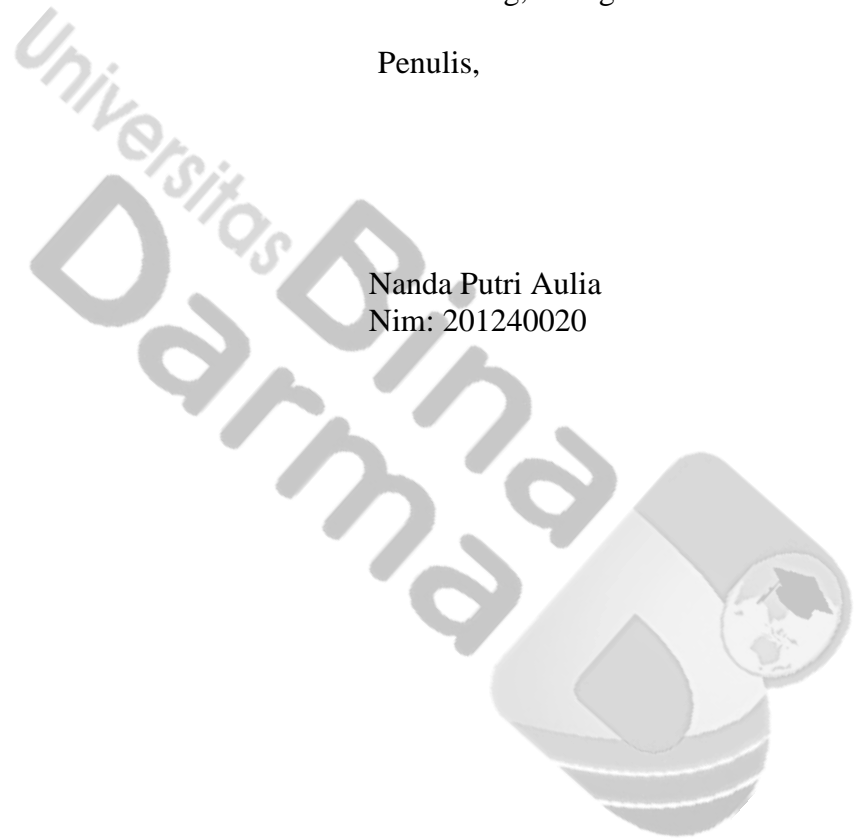 Penulis,
Universitas
Bina
Darma
Nanda Putri Aulia
Nim: 201240020